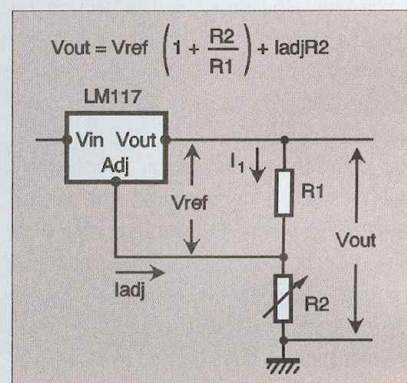 Vout = Vref (1 + R2/R1) + IadjR2
LM117
Vin Vout
Adj
I1
R1
Vref
Vout
Iadj
R2